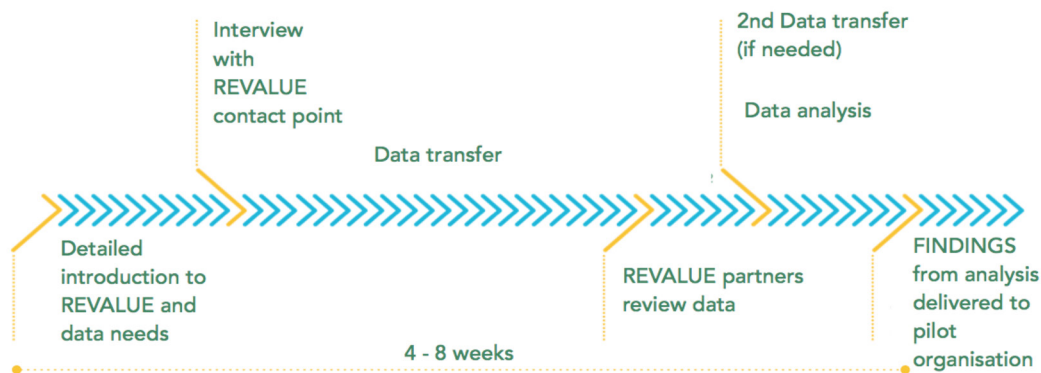 Interview
with
REVALUE
contact point
2nd Data transfer
(if needed)
Data analysis
Data transfer
Detailed
introduction to
REVALUE and
data needs
REVALUE partners
review data
FINDINGS
from analysis
delivered to
pilot
organisation
4 - 8 weeks